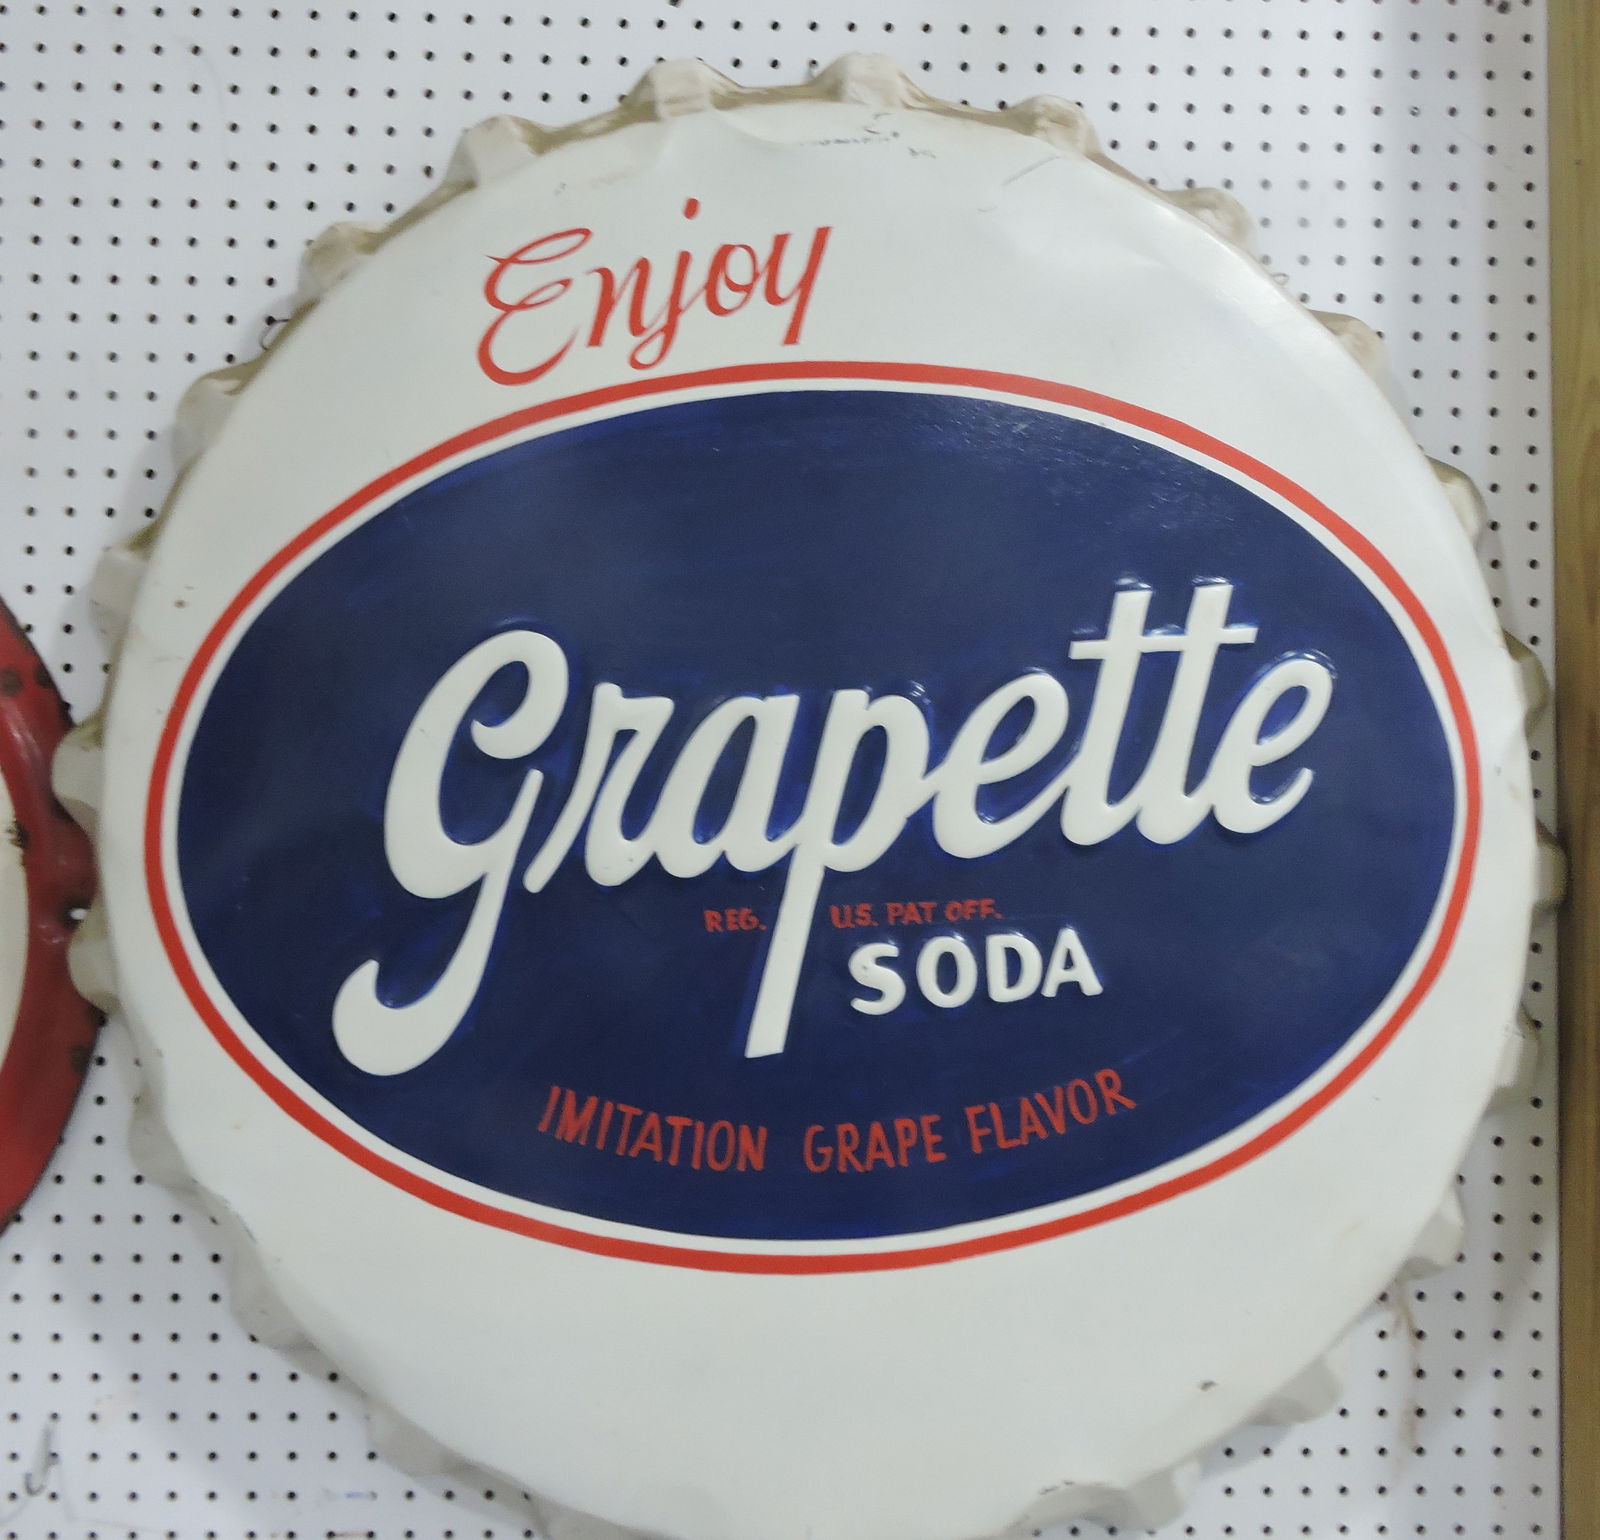 Enjoy
Grapette
REG. U.S. PAT OFF.
SODA
IMITATION GRAPE FLAVOR